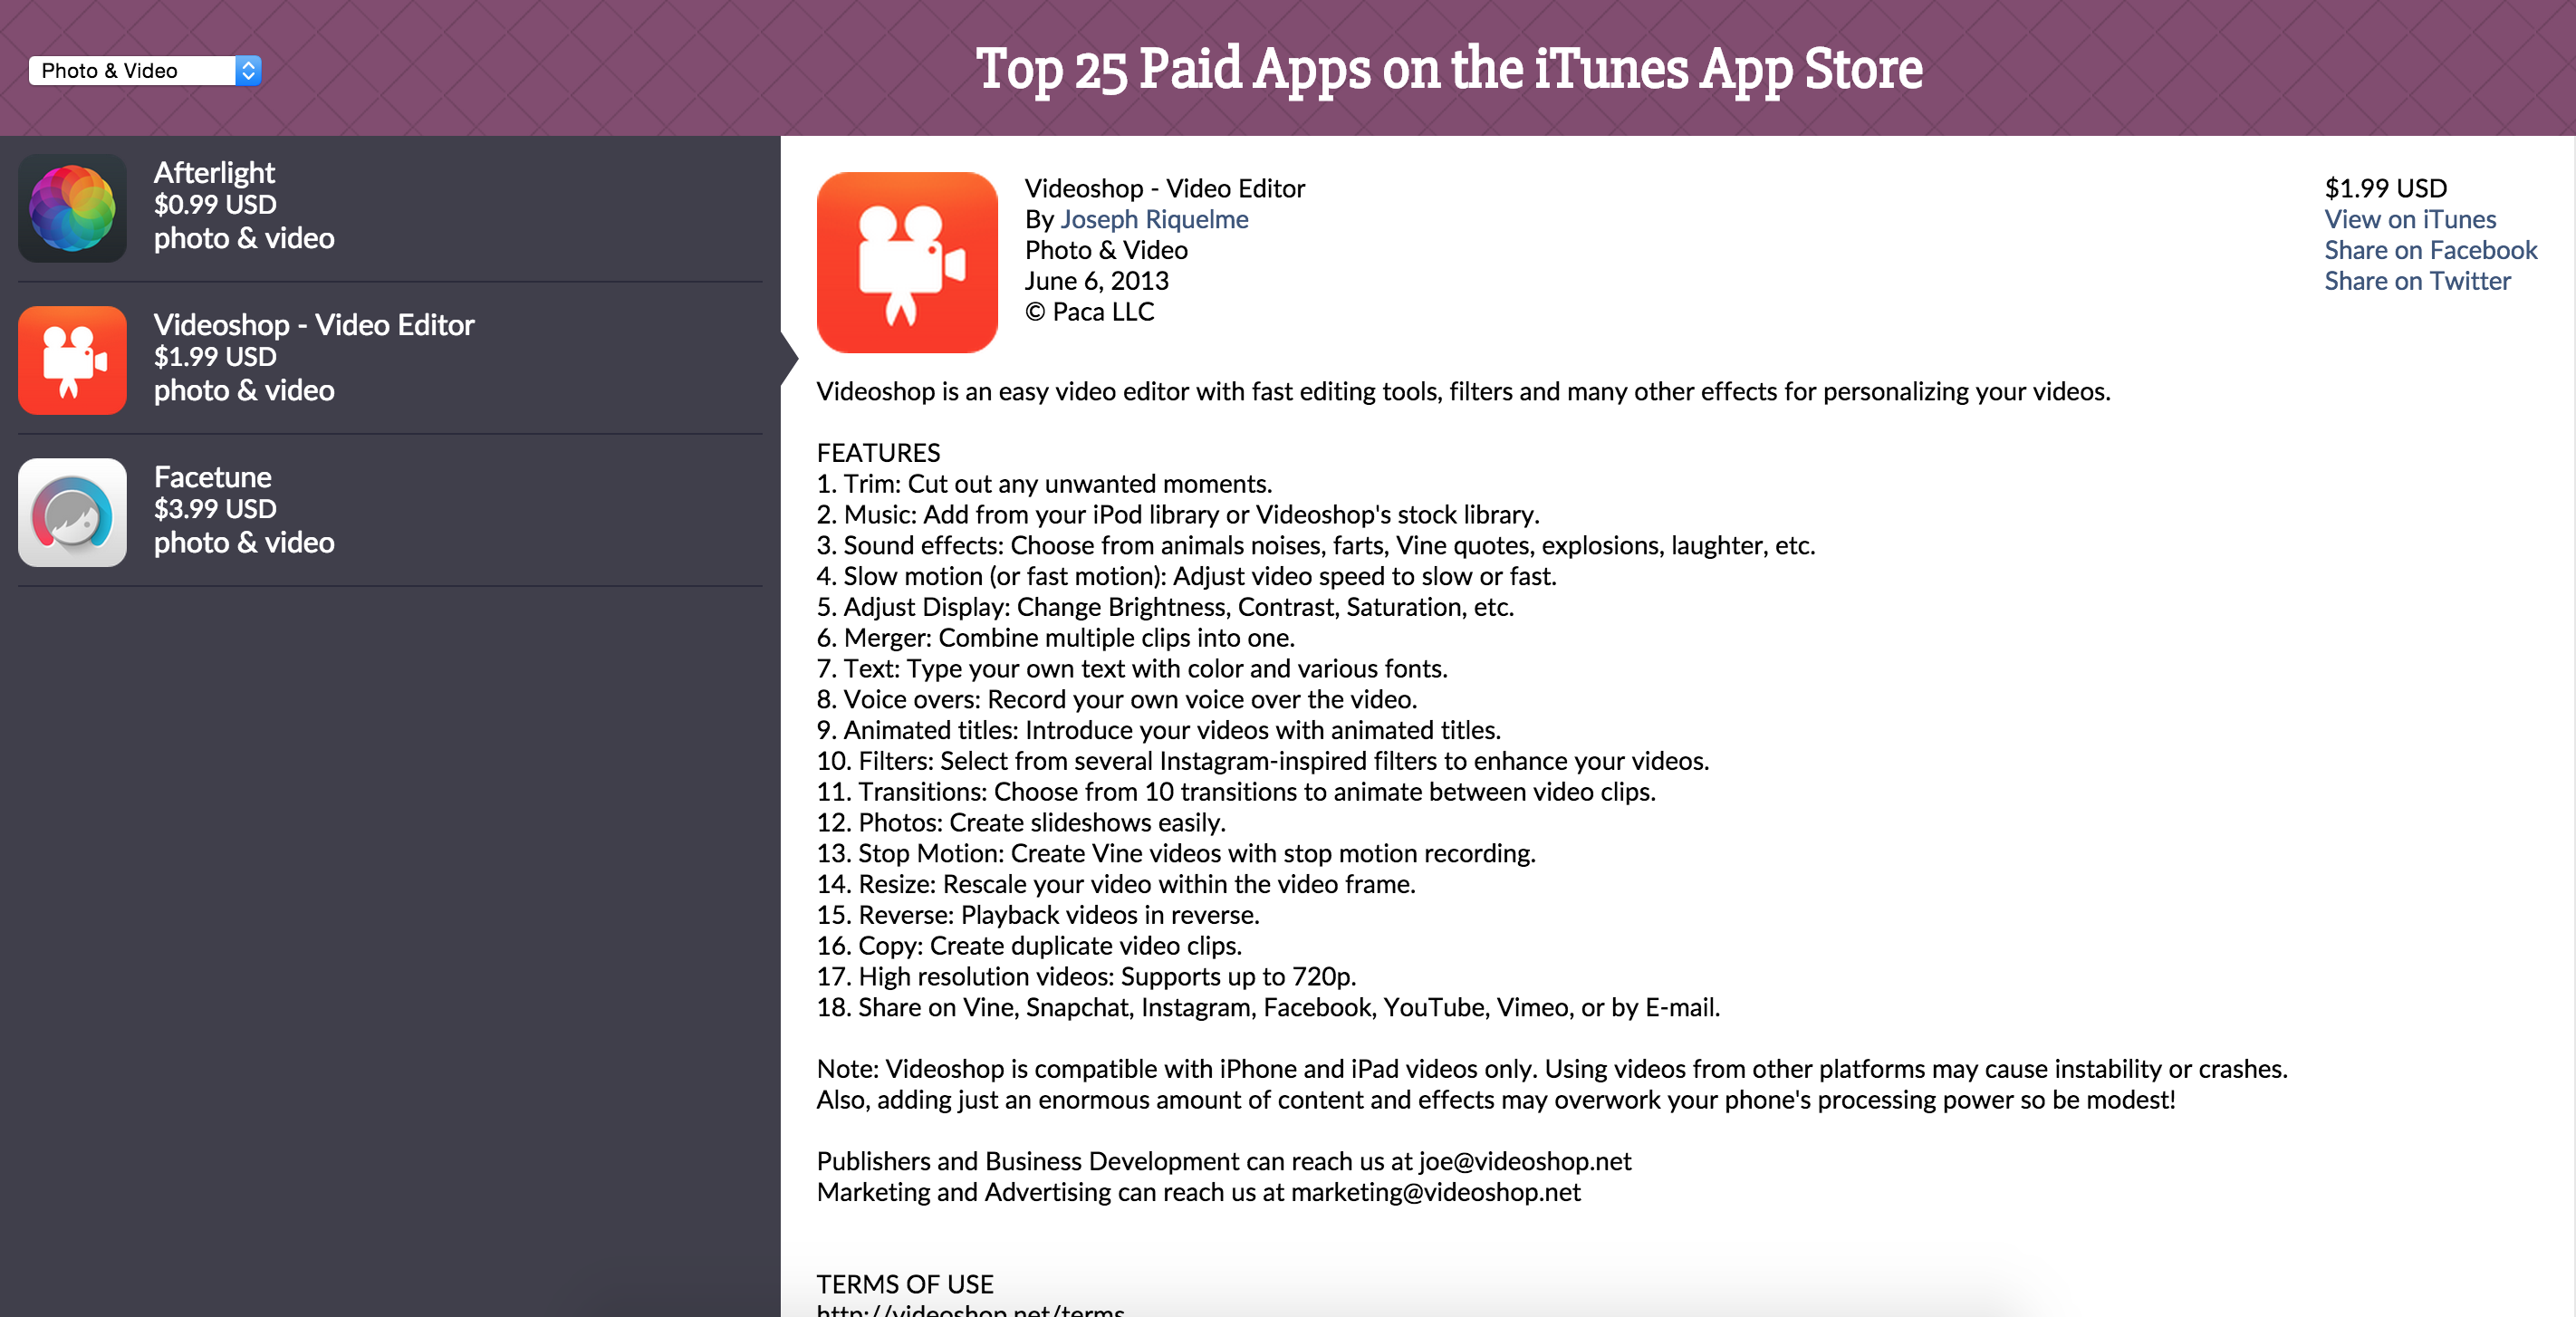 Photo & Video
Top 25 Paid Apps on the iTunes App Store
Afterlight
$0.99 USD
photo & video
Videoshop - Video Editor
$1.99 USD
photo & video
Facetune
$3.99 USD
photo & video
Videoshop - Video Editor
By Joseph Riquelme
Photo & Video
June 6, 2013
© Paca LLC
$1.99 USD
View on iTunes
Share on Facebook
Share on Twitter
Videoshop is an easy video editor with fast editing tools, filters and many other effects for personalizing your videos.
FEATURES
1. Trim: Cut out any unwanted moments.
2. Music: Add from your iPod library or Videoshop's stock library.
3. Sound effects: Choose from animals noises, farts, Vine quotes, explosions, laughter, etc.
4. Slow motion (or fast motion): Adjust video speed to slow or fast.
5. Adjust Display: Change Brightness, Contrast, Saturation, etc.
6. Merger: Combine multiple clips into one.
7. Text: Type your own text with color and various fonts.
8. Voice overs: Record your own voice over the video.
9. Animated titles: Introduce your videos with animated titles.
10. Filters: Select from several Instagram-inspired filters to enhance your videos.
11. Transitions: Choose from 10 transitions to animate between video clips.
12. Photos: Create slideshows easily.
13. Stop Motion: Create Vine videos with stop motion recording.
14. Resize: Rescale your video within the video frame.
15. Reverse: Playback videos in reverse.
16. Copy: Create duplicate video clips.
17. High resolution videos: Supports up to 720p.
18. Share on Vine, Snapchat, Instagram, Facebook, YouTube, Vimeo, or by E-mail.
Note: Videoshop is compatible with iPhone and iPad videos only. Using videos from other platforms may cause instability or crashes.
Also, adding just an enormous amount of content and effects may overwork your phone's processing power so be modest!
Publishers and Business Development can reach us at joe@videoshop.net
Marketing and Advertising can reach us at marketing@videoshop.net
TERMS OF USE
http://videoshop.net/terms